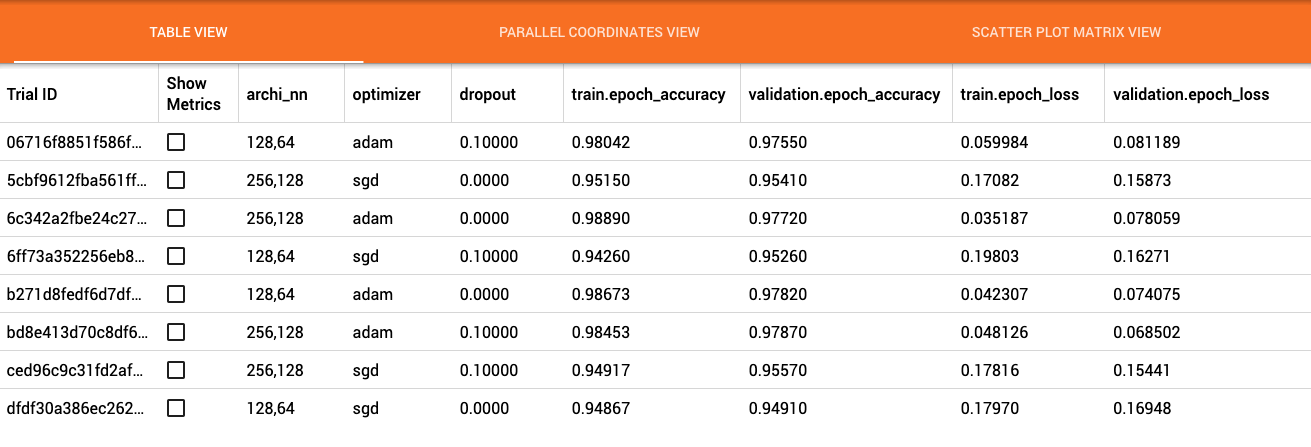 TABLE VIEW PARALLEL COORDINATES VIEW SCATTER PLOT MATRIX VIEW
Trial ID Show Metrics archi_nn optimizer dropout train.epoch_accuracy validation.epoch_accuracy train.epoch_loss validation.epoch_loss
06716f8851f586f... 128,64 adam 0.10000 0.98042 0.97550 0.059984 0.081189
5cbf9612fba561ff... 256,128 sgd 0.0000 0.95150 0.95410 0.17082 0.15873
6c342a2fbe24c27... 256,128 adam 0.0000 0.98890 0.97720 0.035187 0.078059
6ff73a352256eb8... 128,64 sgd 0.10000 0.94260 0.95260 0.19803 0.16271
b271d8fedf6d7df... 128,64 adam 0.0000 0.98673 0.97820 0.042307 0.074075
bd8e413d70c8df6... 256,128 adam 0.10000 0.98453 0.97870 0.048126 0.068502
ced96c9c31fd2af... 256,128 sgd 0.10000 0.94917 0.95570 0.17816 0.15441
dfdf30a386ec262... 128,64 sgd 0.0000 0.94867 0.94910 0.17970 0.16948